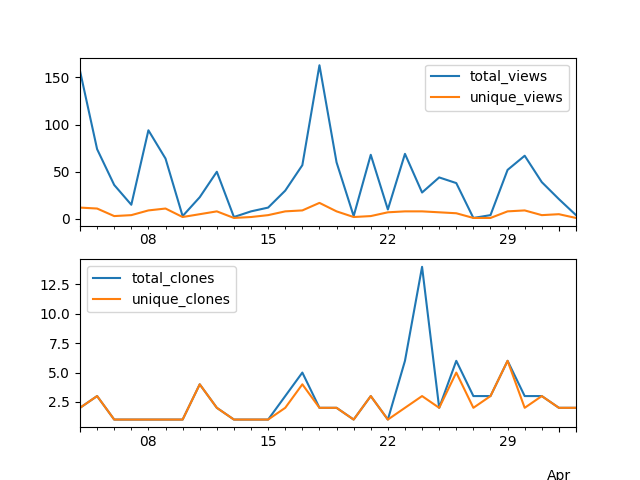 150
100
50
0
total_views
unique_views
08 15 22 29
12.5
10.0
7.5
5.0
2.5
total_clones
unique_clones
08 15 22 29
Apr